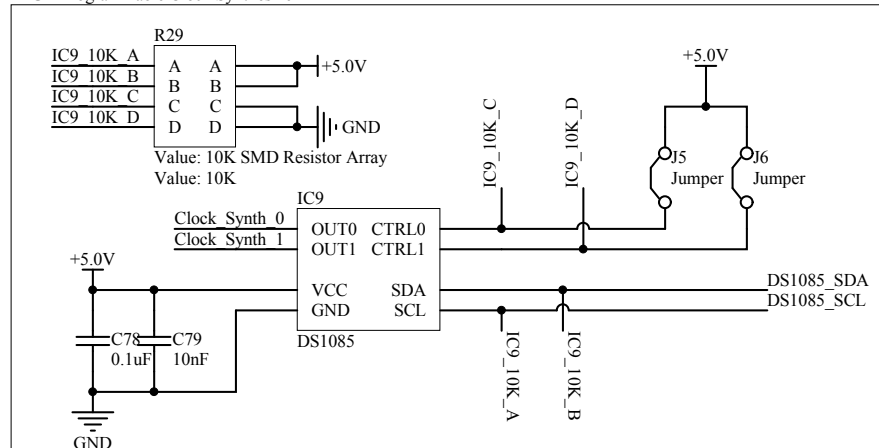 R29
IC9_10K_A
IC9_10K_B
IC9_10K_C
IC9_10K_D
A A
B B
C C
D D
+5.0V
GND
Value: 10K SMD Resistor Array
Value: 10K
IC9_10K_C
IC9_10K_D
+5.0V
J5
Jumper
J6
Jumper
IC9
Clock_Synth_0
Clock_Synth_1
OUT0 CTRL0
OUT1 CTRL1
VCC SDA
GND SCL
DS1085
DS1085_SDA
DS1085_SCL
IC9_10K_A
IC9_10K_B
+5.0V
C78
0.1uF
C79
10nF
GND